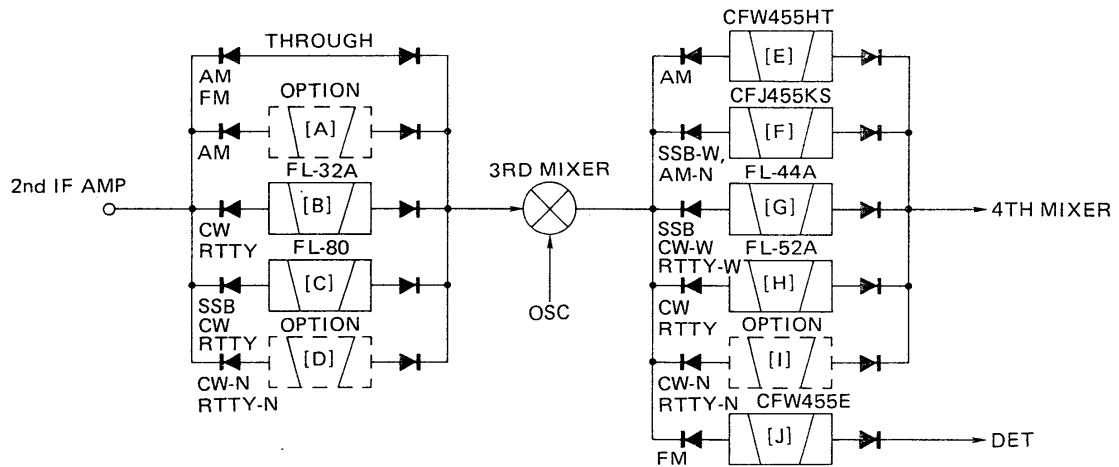 THROUGH
AM
FM
OPTION
[A]
AM
FL-32A
2nd IF AMP
[B]
CW
RTTY
FL-80
[C]
SSB
CW
RTTY
OPTION
[D]
CW-N
RTTY-N
3RD MIXER
OSC
CFW455HT
[E]
AM
CFJ455KS
[F]
SSB-W,
AM-N
FL-44A
[G]
4TH MIXER
SSB
CW-W
RTTY-W
FL-52A
[H]
CW
RTTY
OPTION
[I]
CW-N
RTTY-N
CFW455E
[J]
FM
DET